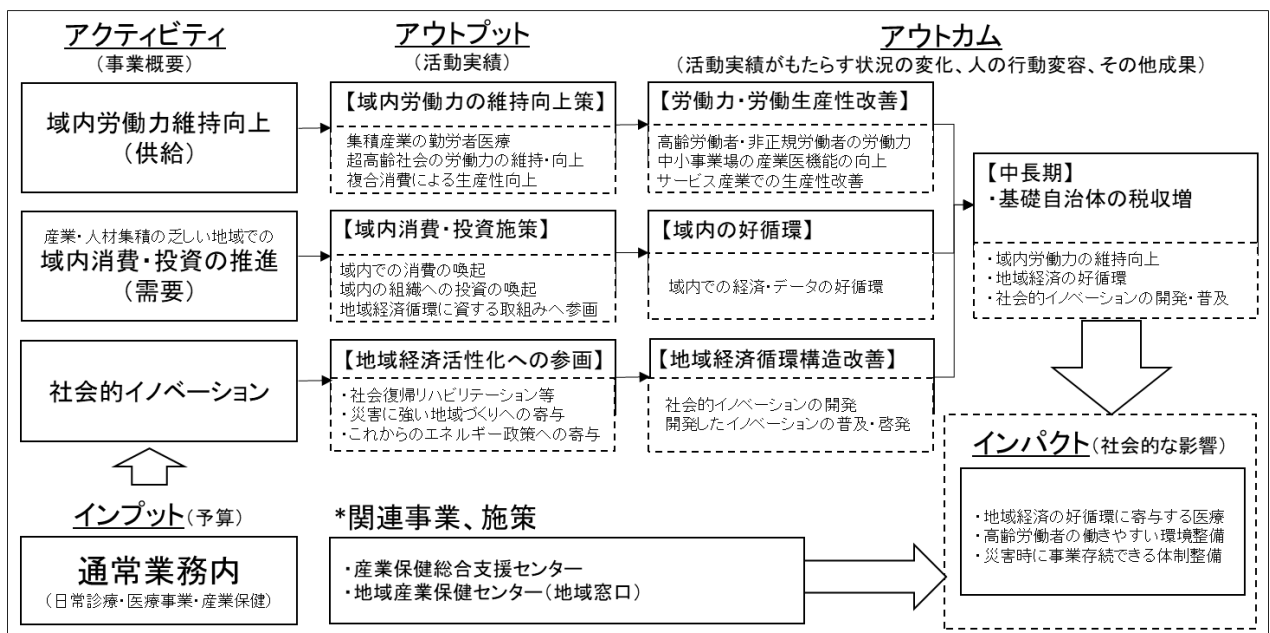 アクティビティ
(事業概要)
域内労働力維持向上
(供給)
産業・人材集積の乏しい地域での
域内消費・投資の推進
(需要)
社会的イノベーション
インプット(予算)
通常業務内
(日常診療・医療事業・産業保健)
アウトプット
(活動実績)
【域内労働力の維持向上策】
集積産業の勤労者医療
超高齢社会の労働力の維持・向上
複合消費による生産性向上
【域内消費・投資施策】
域内での消費の喚起
域内の組織への投資の喚起
地域経済循環に資する取組みへ参画
【地域経済活性化への参画】
・社会復帰リハビリテーション等
・災害に強い地域づくりへの寄与
・これからのエネルギー政策への寄与
*関連事業、施策
・産業保健総合支援センター
・地域産業保健センター(地域窓口)
アウトカム
(活動実績がもたらす状況の変化、人の行動変容、その他成果)
【労働力・労働生産性改善】
高齢労働者・非正規労働者の労働力
中小事業場の産業医機能の向上
サービス産業での生産性改善
【域内の好循環】
域内での経済・データの好循環
【地域経済循環構造改善】
社会的イノベーションの開発
開発したイノベーションの普及・啓発
【中長期】
・基礎自治体の税収増
・域内労働力の維持向上
・地域経済の好循環
・社会的イノベーションの開発・普及
インパクト(社会的な影響)
・地域経済の好循環に寄与する医療
・高齢労働者の働きやすい環境整備
・災害時に事業存続できる体制整備